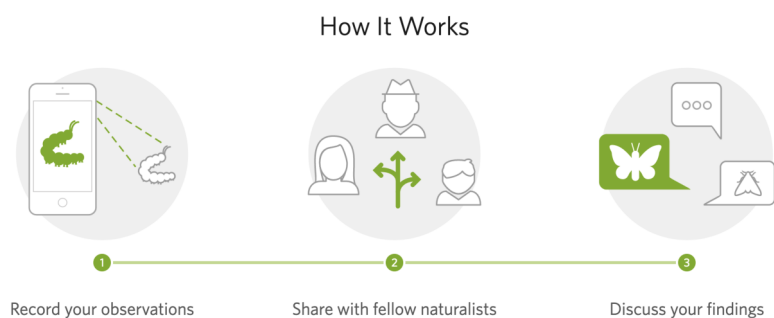 How It Works
1
2
3
Record your observations
Share with fellow naturalists
Discuss your findings